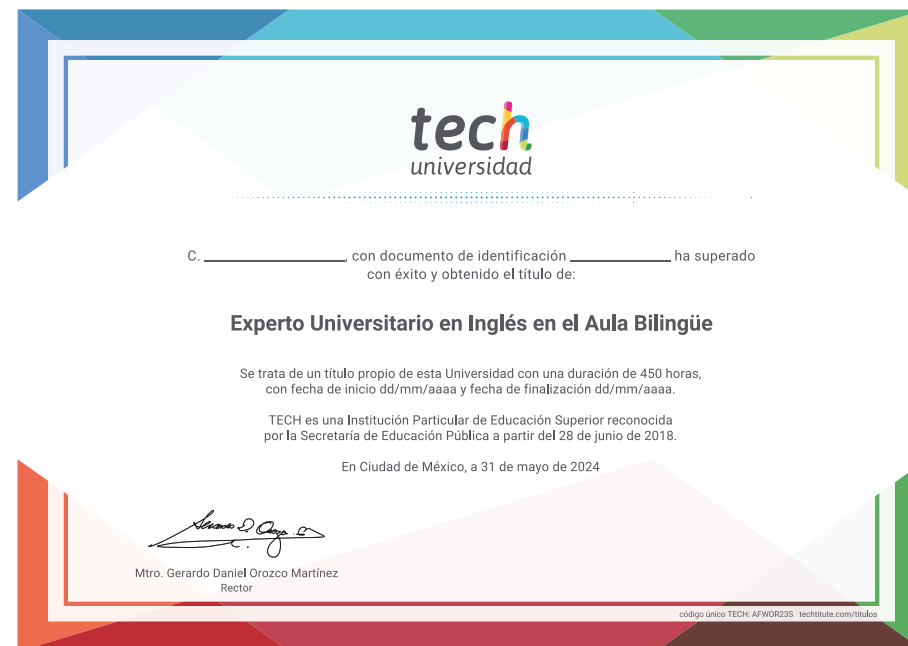 tech
universidad
C. ____________, con documento de identificación ____________ ha superado
con éxito y obtenido el título de:
Experto Universitario en Inglés en el Aula Bilingüe
Se trata de un título propio de esta Universidad con una duración de 450 horas,
con fecha de inicio dd/mm/aaaa y fecha de finalización dd/mm/aaaa.
TECH es una Institución Particular de Educación Superior reconocida
por la Secretaría de Educación Pública a partir del 28 de junio de 2018.
En Ciudad de México, a 31 de mayo de 2024
Mtro. Gerardo Daniel Orozco Martínez
Rector
código único TECH: AFWOR23S techtitute.com/titulos